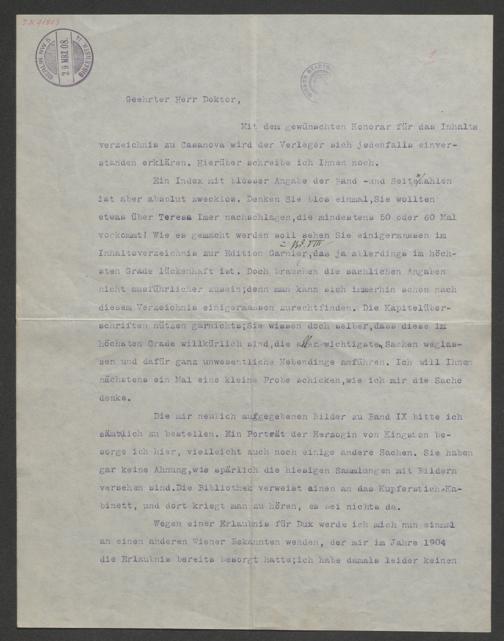 29 MRZ 08.
Geehrter Herr Doktor,
Mit dem gewünschten Honorar für das Inhalts
verzeichnis zu Casanova wird der Verleger sich jedenfalls einver-
standen erklären. Hierüber schreibe ich Ihnen noch.
Ein Index mit blosser Angabe der Band -und Seitenzahlen
ist aber absolut zwecklos. Denken Sie blos einmal,Sie wollten
etwas über Teresa Imer nachschlagen,die mindestens 50 oder 60 Mal
vorkommt! Wie es gemacht werden soll sehen Sie einigermassen im
= Bd. VIII
Inhaltsverzeichnis zur Edition Garnier,das ja allerdings im höch-
sten Grade lückenhaft ist. Doch brauchen die sachlichen Angaben
nicht ausführlicher zusein;denn man kann sich immerhin schon nach
diesem Verzeichnis einigermassen zurechtfinden. Die Kapitelüber-
schriften nützen garnichts;Sie wissen doch selber,dass diese im
höchsten Grade willkürlich sind,die aller wichtigsten Sachen weglas-
sen und dafür ganz unwesentliche Nebendinge anführen. Ich will Ihnen
nächstens ein Mal eine kleine Probe schicken,wie ich mir die Sache
denke.
Die mir neulich aufgegebenen Bilder zu Band IX bitte ich
sämtlich zu bestellen. Ein Porträt der Herzogin von Kingston be-
sorge ich hier, vielleicht auch noch einige andere Sachen. Sie haben
gar keine Ahnung,wie spärlich die hiesigen Sammlungen mit Bildern
versehen sind.Die Bibliothek verweist einen an das Kupferstich-Ka-
binett, und dort kriegt man zu hören, es sei nichts da.
Wegen einer Erlaubnis für Dux werde ich mich nun einmal
an einen anderen Wiener Bekannten wenden, der mir im Jahre 1904
die Erlaubnis bereits besorgt hatte;ich habe damals leider keinen